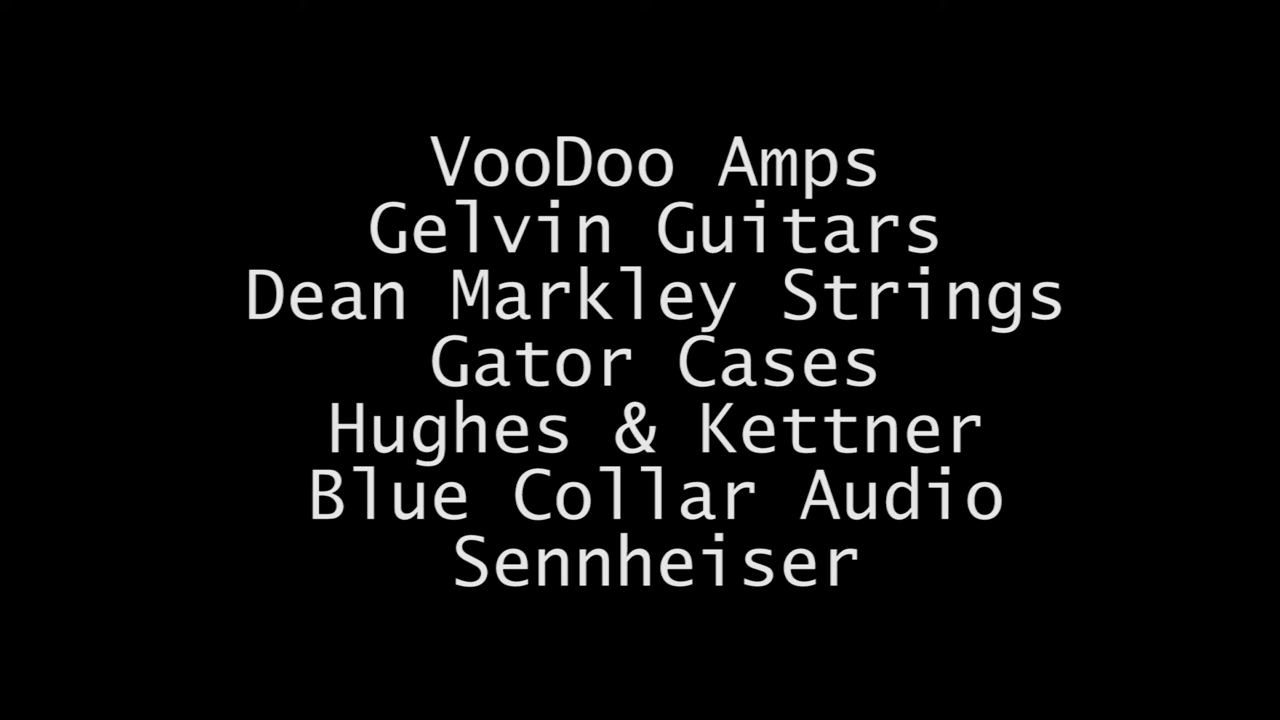 VooDoo Amps
Gelvin Guitars
Dean Markley Strings
Gator Cases
Hughes & Kettner
Blue Collar Audio
Sennheiser